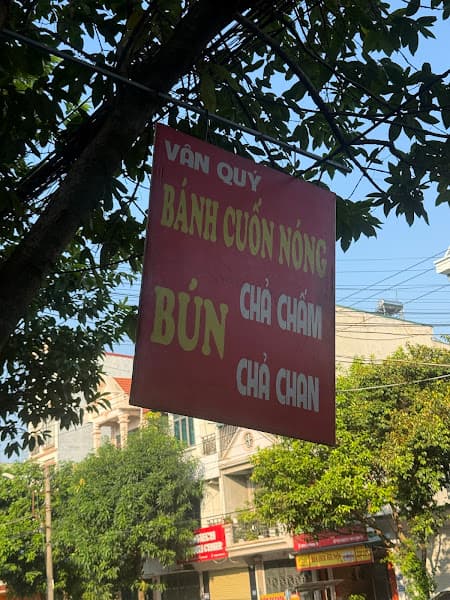 VÂN QUÝ
BÁNH CUỐN NÓNG
BÚN
CHẢ CHẤM
CHẢ CHAN